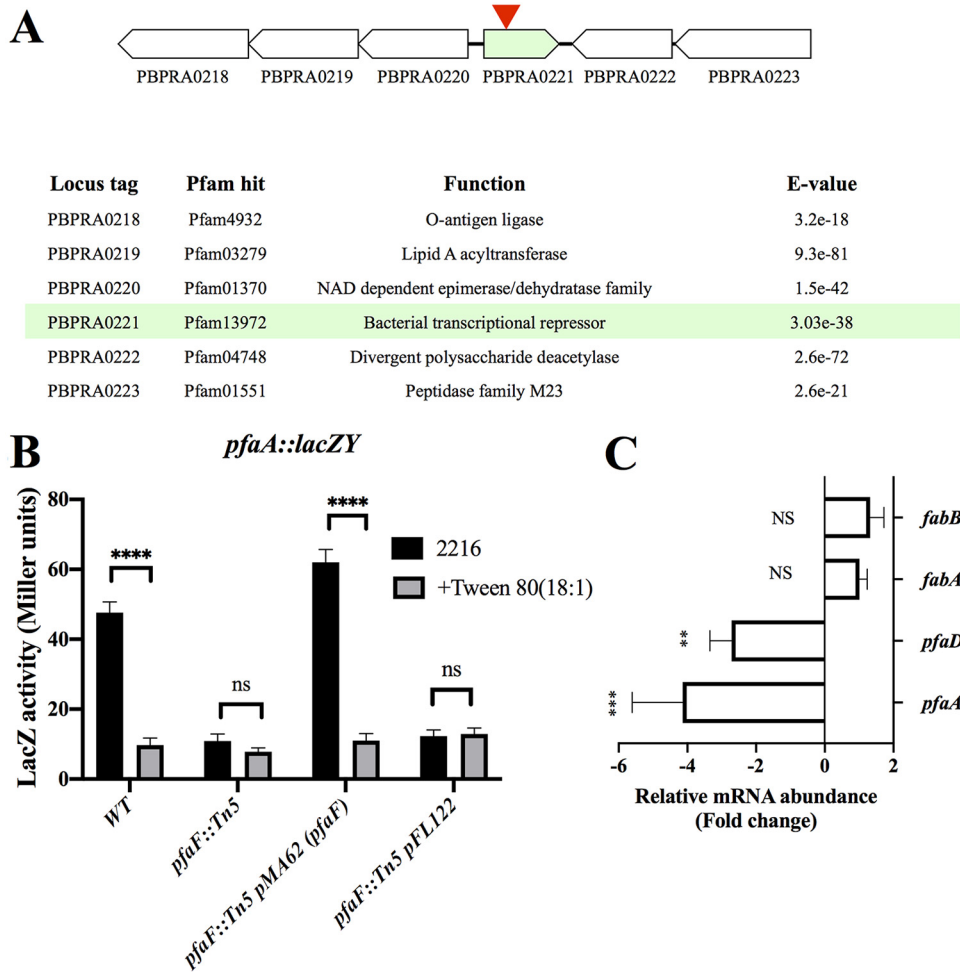 A
PBPRA0218 PBPRA0219 PBPRA0220 PBPRA0221 PBPRA0222 PBPRA0223
Locus tag Pfam hit Function E-value
PBPRA0218 Pfam4932 O-antigen ligase 3.2e-18
PBPRA0219 Pfam03279 Lipid A acyltransferase 9.3e-81
PBPRA0220 Pfam01370 NAD dependent epimerase/dehydratase family 1.5e-42
PBPRA0221 Pfam13972 Bacterial transcriptional repressor 3.03e-38
PBPRA0222 Pfam04748 Divergent polysaccharide deacetylase 2.6e-72
PBPRA0223 Pfam01551 Peptidase family M23 2.6e-21
B
pfaA::lacZY
LacZ activity (Miller units)
80
60
40
20
0
****
ns
****
ns
2216
+Tween 80(18:1)
WT
pfaF::Tn5
pfaF::Tn5 pMA62 (pfaF)
pfaF::Tn5 pFL122
C
NS
fabB
NS
fabA
**
pfaD
***
pfaA
-6 -4 -2 0 2
Relative mRNA abundance
(Fold change)